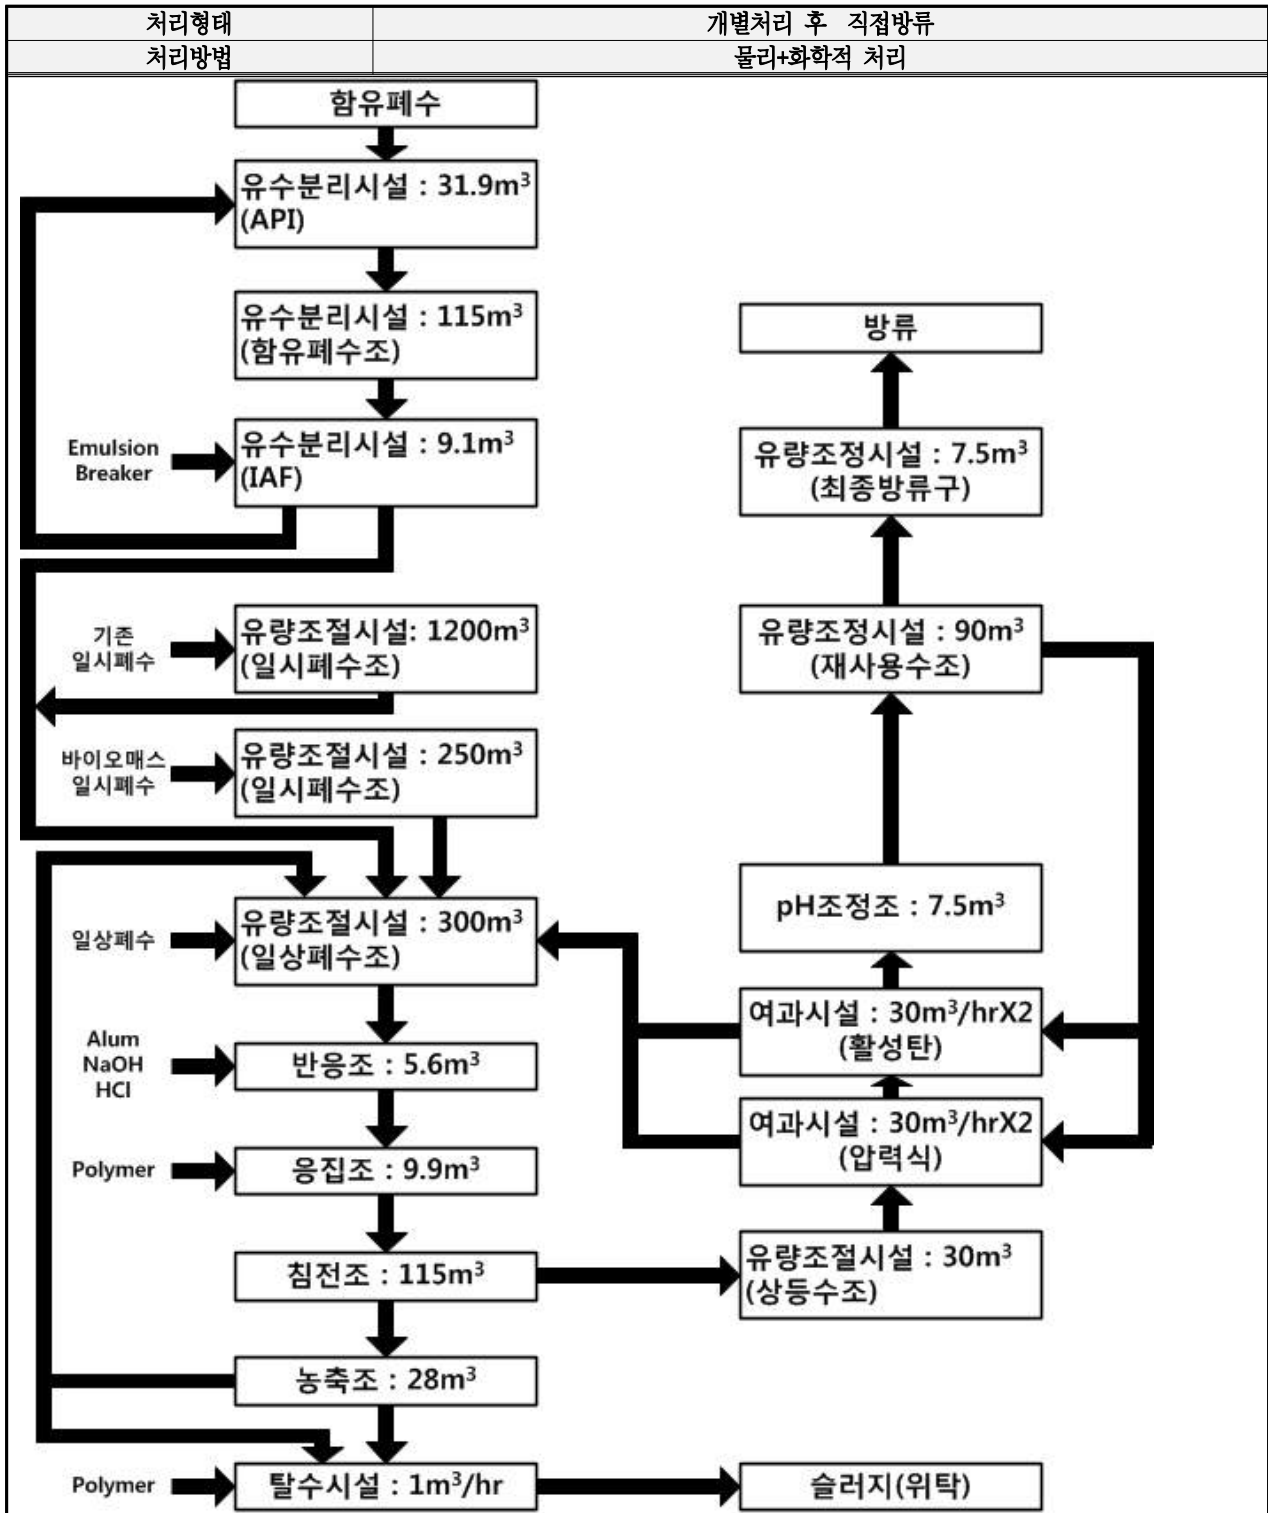 처리형태 개별처리 후 직접방류
처리방법 물리+화학적 처리
함유폐수
유수분리시설 : 31.9m³
(API)
유수분리시설 : 115m³
(함유폐수조)
Emulsion
Breaker
유수분리시설 : 9.1m³
(IAF)
기존
일시폐수
유량조절시설: 1200m³
(일시폐수조)
바이오매스
일시폐수
유량조절시설 : 250m³
(일시폐수조)
일상폐수
유량조절시설 : 300m³
(일상폐수조)
Alum
NaOH
HCl
반응조 : 5.6m³
Polymer
응집조 : 9.9m³
침전조 : 115m³
농축조 : 28m³
Polymer
탈수시설 : 1m³/hr
방류
유량조정시설 : 7.5m³
(최종방류구)
유량조정시설 : 90m³
(재사용수조)
pH조정조 : 7.5m³
여과시설 : 30m³/hrX2
(활성탄)
여과시설 : 30m³/hrX2
(압력식)
유량조절시설 : 30m³
(상등수조)
슬러지(위탁)